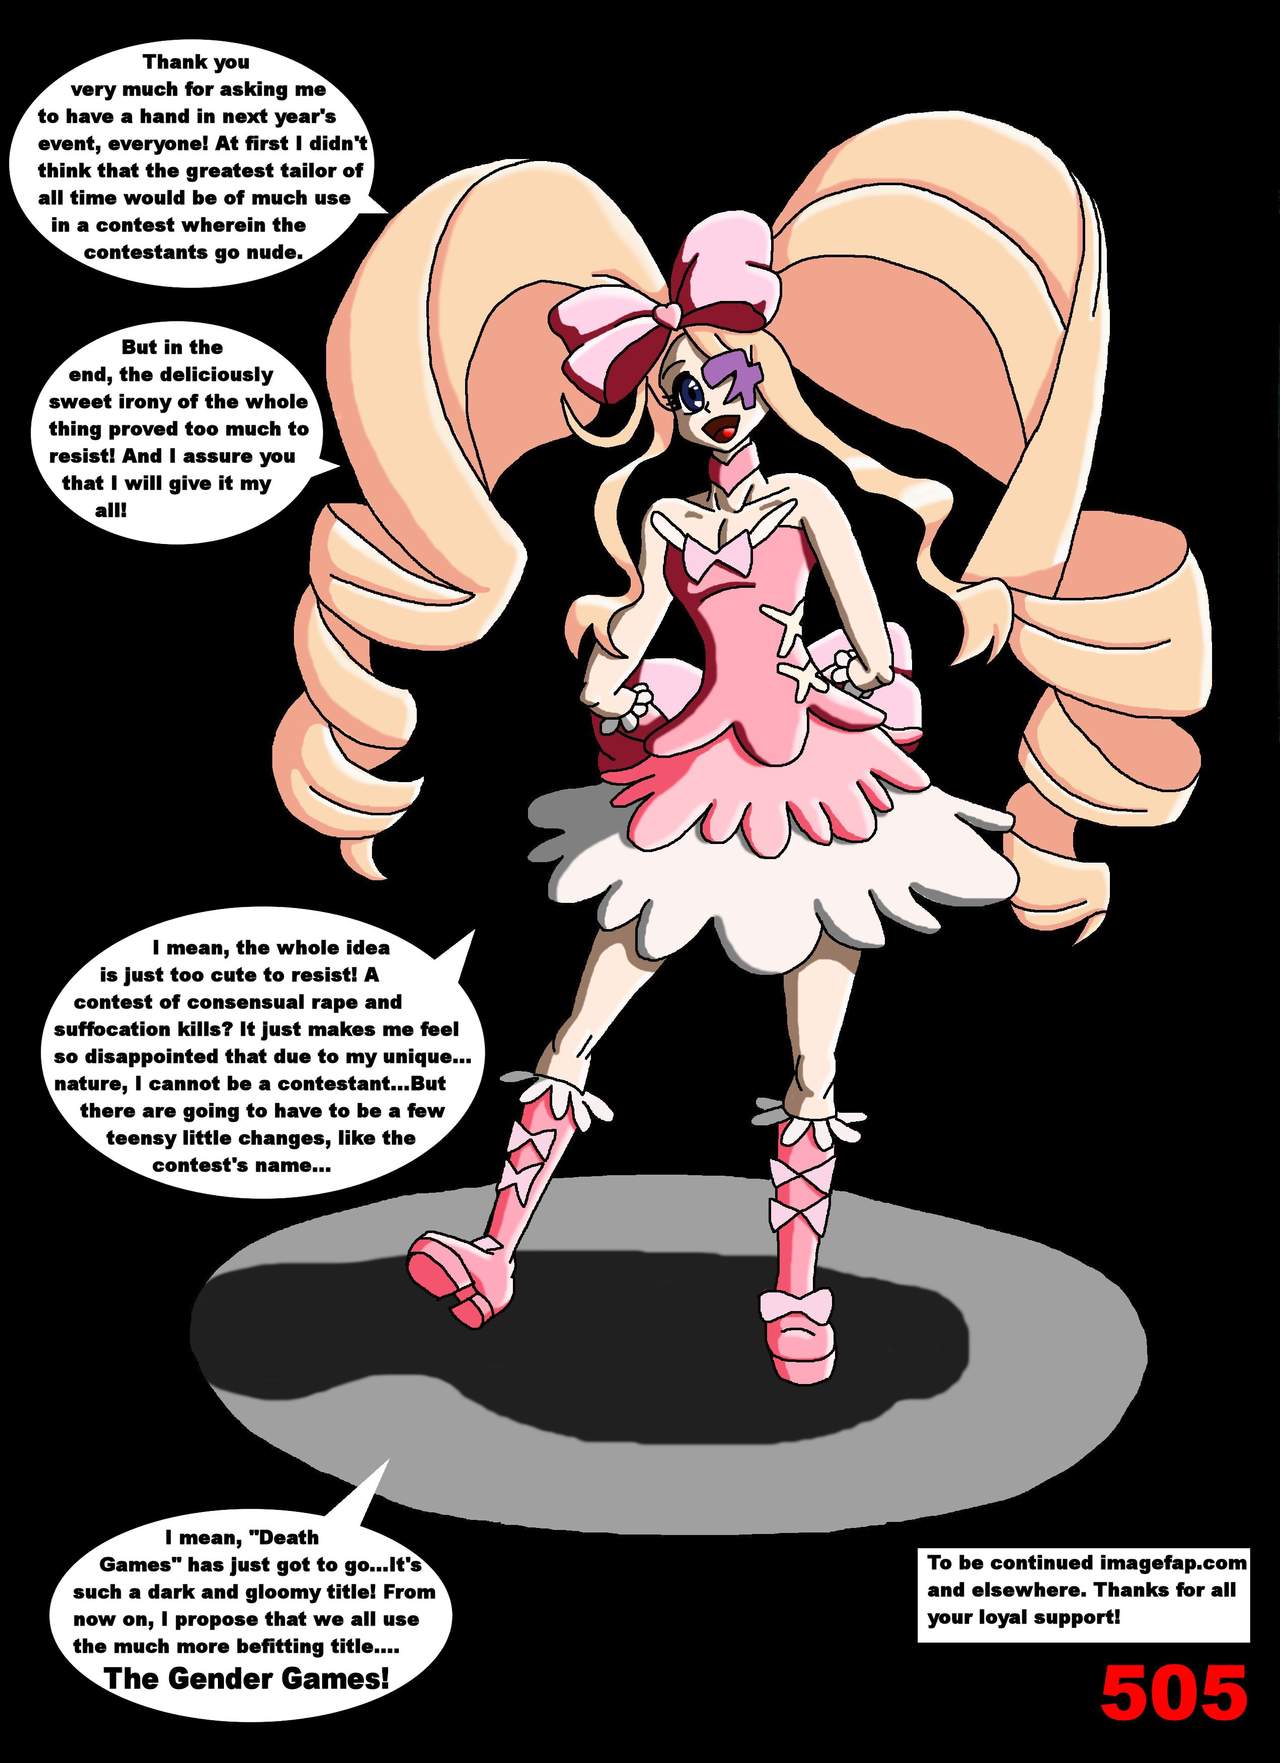 Thank you
very much for asking me
to have a hand in next year's
event, everyone! At first I didn't
think that the greatest tailor of
all time would be of much use
in a contest wherein the
contestants go nude.
But in the
end, the deliciously
sweet irony of the whole
thing proved too much to
resist! And I assure you
that I will give it my
all!
I mean, the whole idea
is just too cute to resist! A
contest of consensual rape and
suffocation kills? It just makes me feel
so disappointed that due to my unique...
nature, I cannot be a contestant...But
there are going to have to be a few
teensy little changes, like the
contest's name...
I mean, "Death
Games" has just got to go...It's
such a dark and gloomy title! From
now on, I propose that we all use
the much more befitting title....
The Gender Games!
To be continued imagefap.com
and elsewhere. Thanks for all
your loyal support!
505